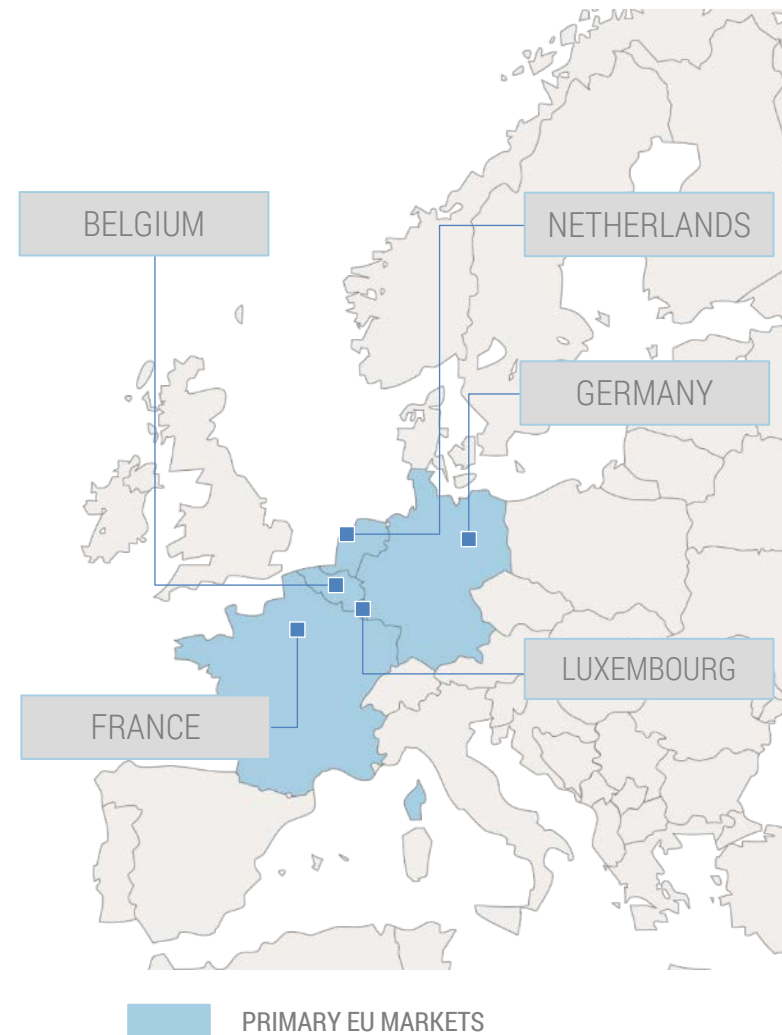 BELGIUM
NETHERLANDS
GERMANY
LUXEMBOURG
FRANCE
PRIMARY EU MARKETS